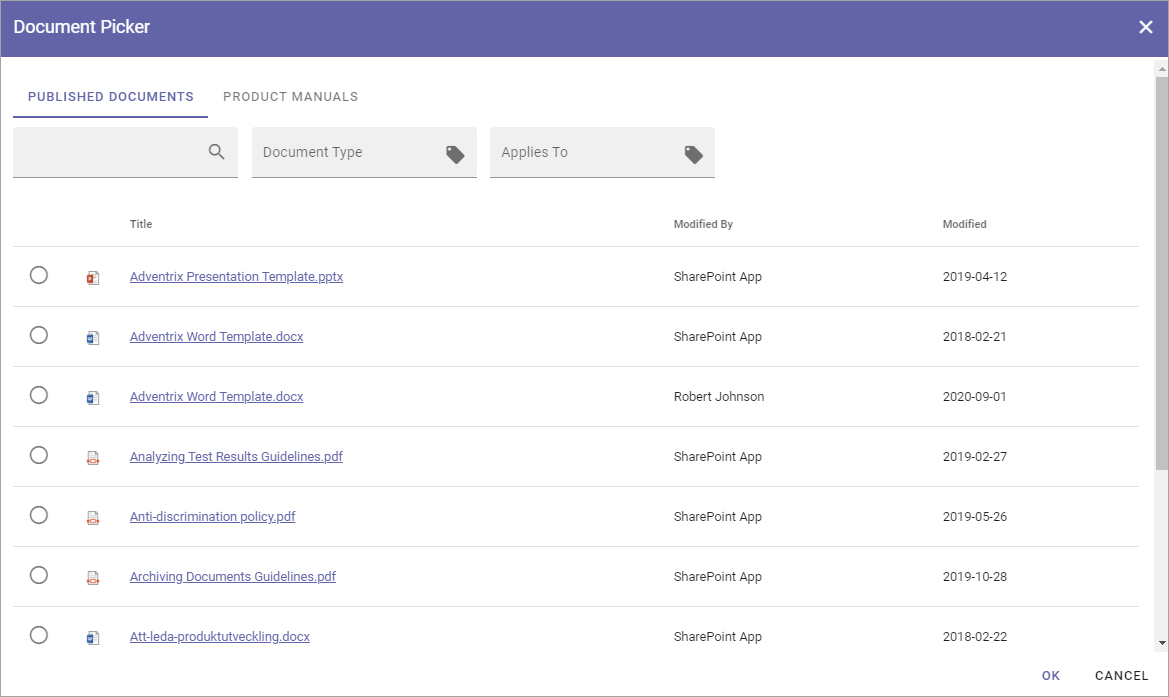 Document Picker
PUBLISHED DOCUMENTS PRODUCT MANUALS
Document Type Applies To
Title Modified By Modified
Adventrix Presentation Template.pptx SharePoint App 2019-04-12
Adventrix Word Template.docx SharePoint App 2018-02-21
Adventrix Word Template.docx Robert Johnson 2020-09-01
Analyzing Test Results Guidelines.pdf SharePoint App 2019-02-27
Anti-discrimination policy.pdf SharePoint App 2019-05-26
Archiving Documents Guidelines.pdf SharePoint App 2019-10-28
Att-leda-produktutveckling.docx SharePoint App 2018-02-22
OK CANCEL